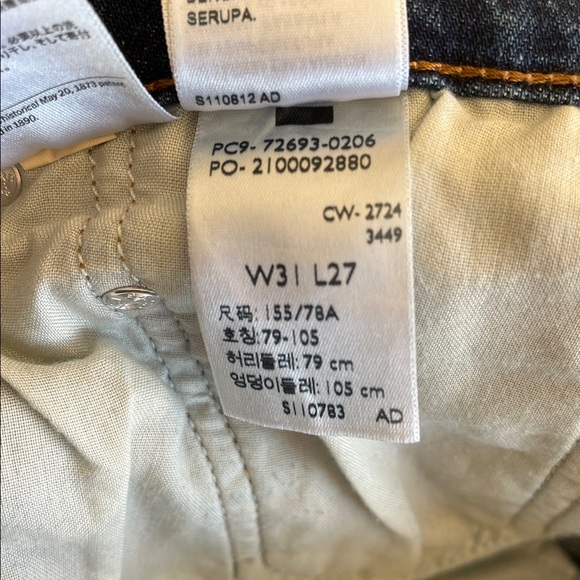 SERUPA.
S110812 AD
historical May 20, 1873 patent
in 1890.
PC9- 72693-0206
PO- 2100092880
CW- 2724
3449
W31 L27
尺码: 155/78A
호칭: 79-105
허리둘레: 79 cm
엉덩이둘레: 105 cm
S110783 AD